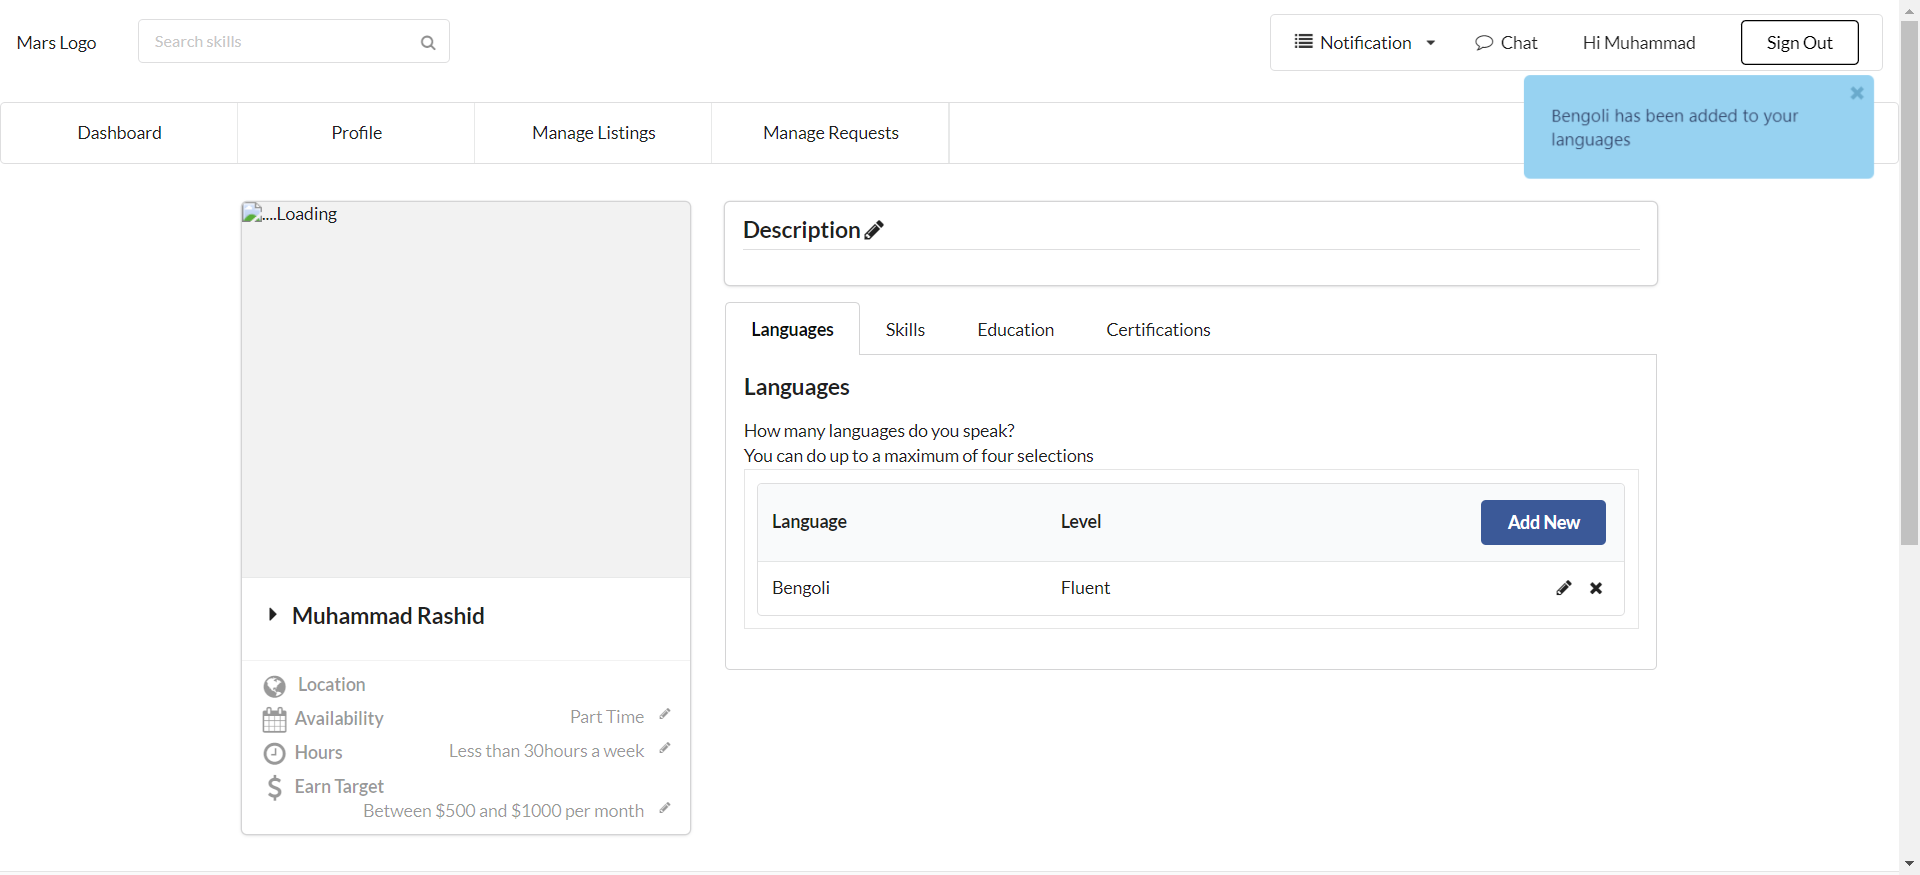 Mars Logo
Search skills
Notification
Chat
Hi Muhammad
Sign Out
Bengoli has been added to your
languages
Dashboard
Profile
Manage Listings
Manage Requests
....Loading
Muhammad Rashid
Location
Availability
Part Time
Hours
Less than 30hours a week
Earn Target
Between $500 and $1000 per month
Description
Languages
Skills
Education
Certifications
Languages
How many languages do you speak?
You can do up to a maximum of four selections
Language
Level
Add New
Bengoli
Fluent